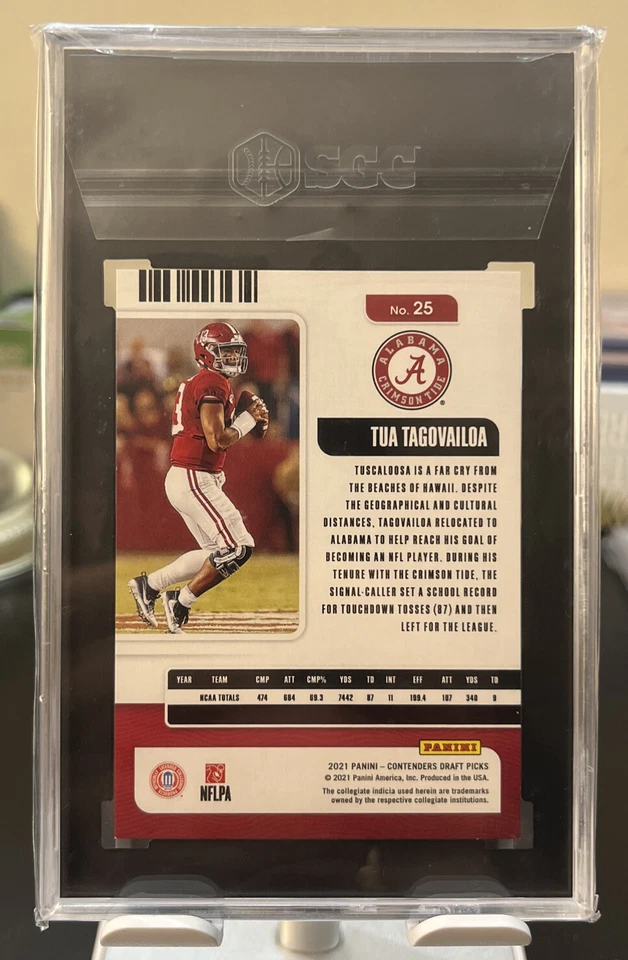 SGC
No. 25
ALABAMA
A
CRIMSON TIDE
®
TUA TAGOVAILOA
TUSCALOOSA IS A FAR CRY FROM
THE BEACHES OF HAWAII. DESPITE
THE GEOGRAPHICAL AND CULTURAL
DISTANCES, TAGOVAILOA RELOCATED TO
ALABAMA TO HELP REACH HIS GOAL OF
BECOMING AN NFL PLAYER. DURING HIS
TENURE WITH THE CRIMSON TIDE, THE
SIGNAL-CALLER SET A SCHOOL RECORD
FOR TOUCHDOWN TOSSES (87) AND THEN
LEFT FOR THE LEAGUE.
YEAR TEAM CMP ATT CMP% YDS TD INT EFF ATT YDS TD
NCAA TOTALS 474 684 69.3 7442 87 11 199.4 107 340 9
PANINI
2021 PANINI – CONTENDERS DRAFT PICKS
© 2021 Panini America, Inc. Produced in the USA.
The collegiate indicia used herein are trademarks
owned by the respective collegiate institutions.
NFLPA